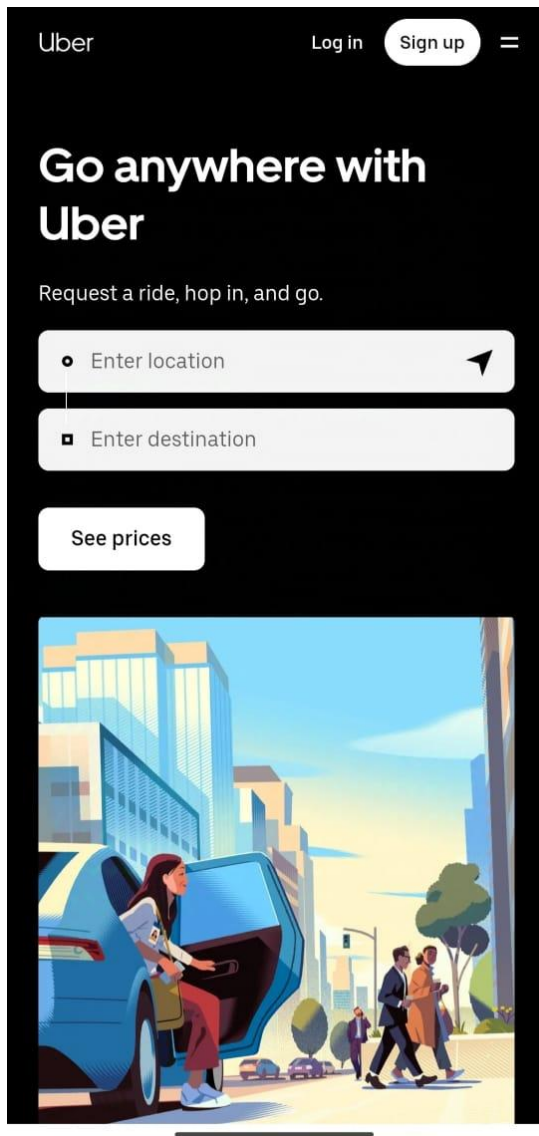 Uber
Log in
Sign up
Go anywhere with
Uber
Request a ride, hop in, and go.
Enter location
Enter destination
See prices